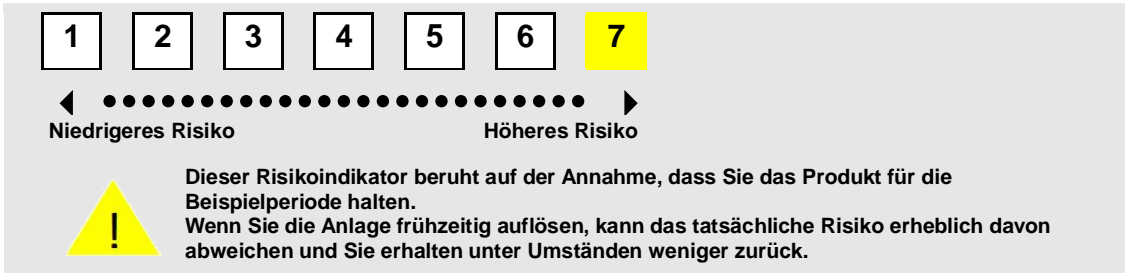 1 2 3 4 5 6 7
Niedrigeres Risiko Höheres Risiko
Dieser Risikoindikator beruht auf der Annahme, dass Sie das Produkt für die
Beispielperiode halten.
Wenn Sie die Anlage frühzeitig auflösen, kann das tatsächliche Risiko erheblich davon
abweichen und Sie erhalten unter Umständen weniger zurück.
!